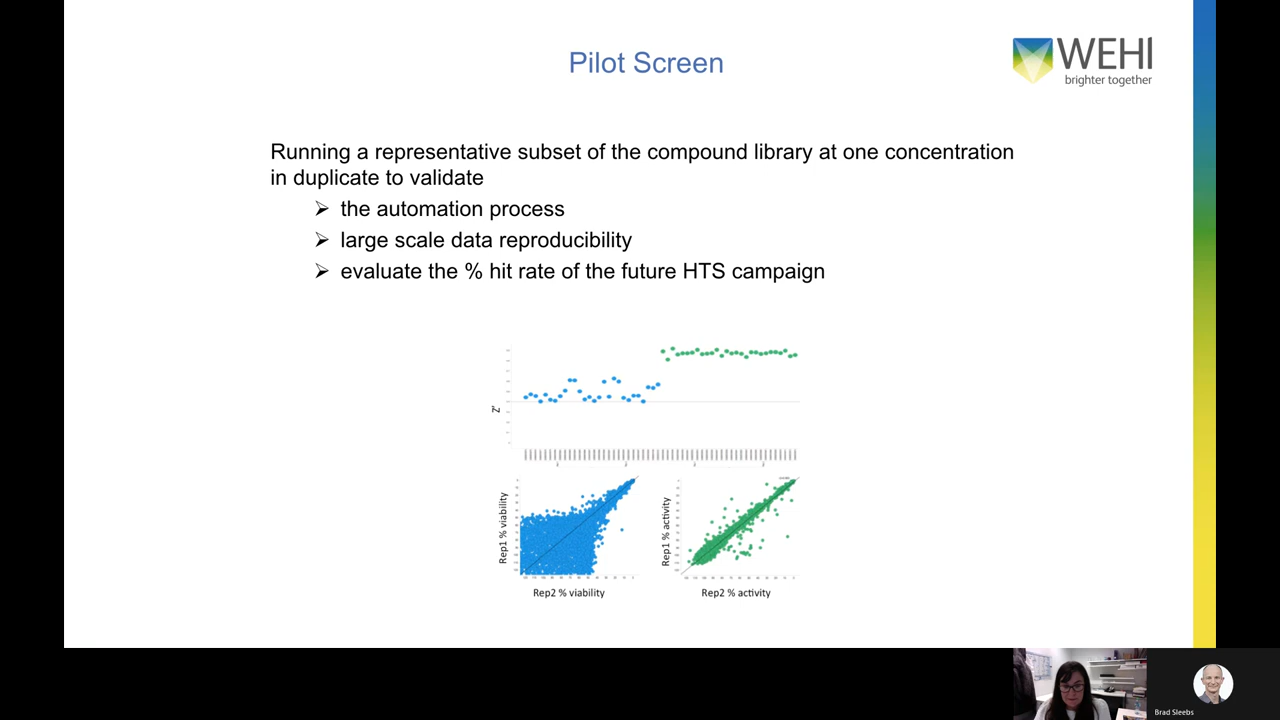 Pilot Screen
WEHI
brighter together
Running a representative subset of the compound library at one concentration
in duplicate to validate
➢ the automation process
➢ large scale data reproducibility
➢ evaluate the % hit rate of the future HTS campaign
Z'
Rep1 % viability
Rep2 % viability
Rep1 % activity
Rep2 % activity
Brad Sleebs